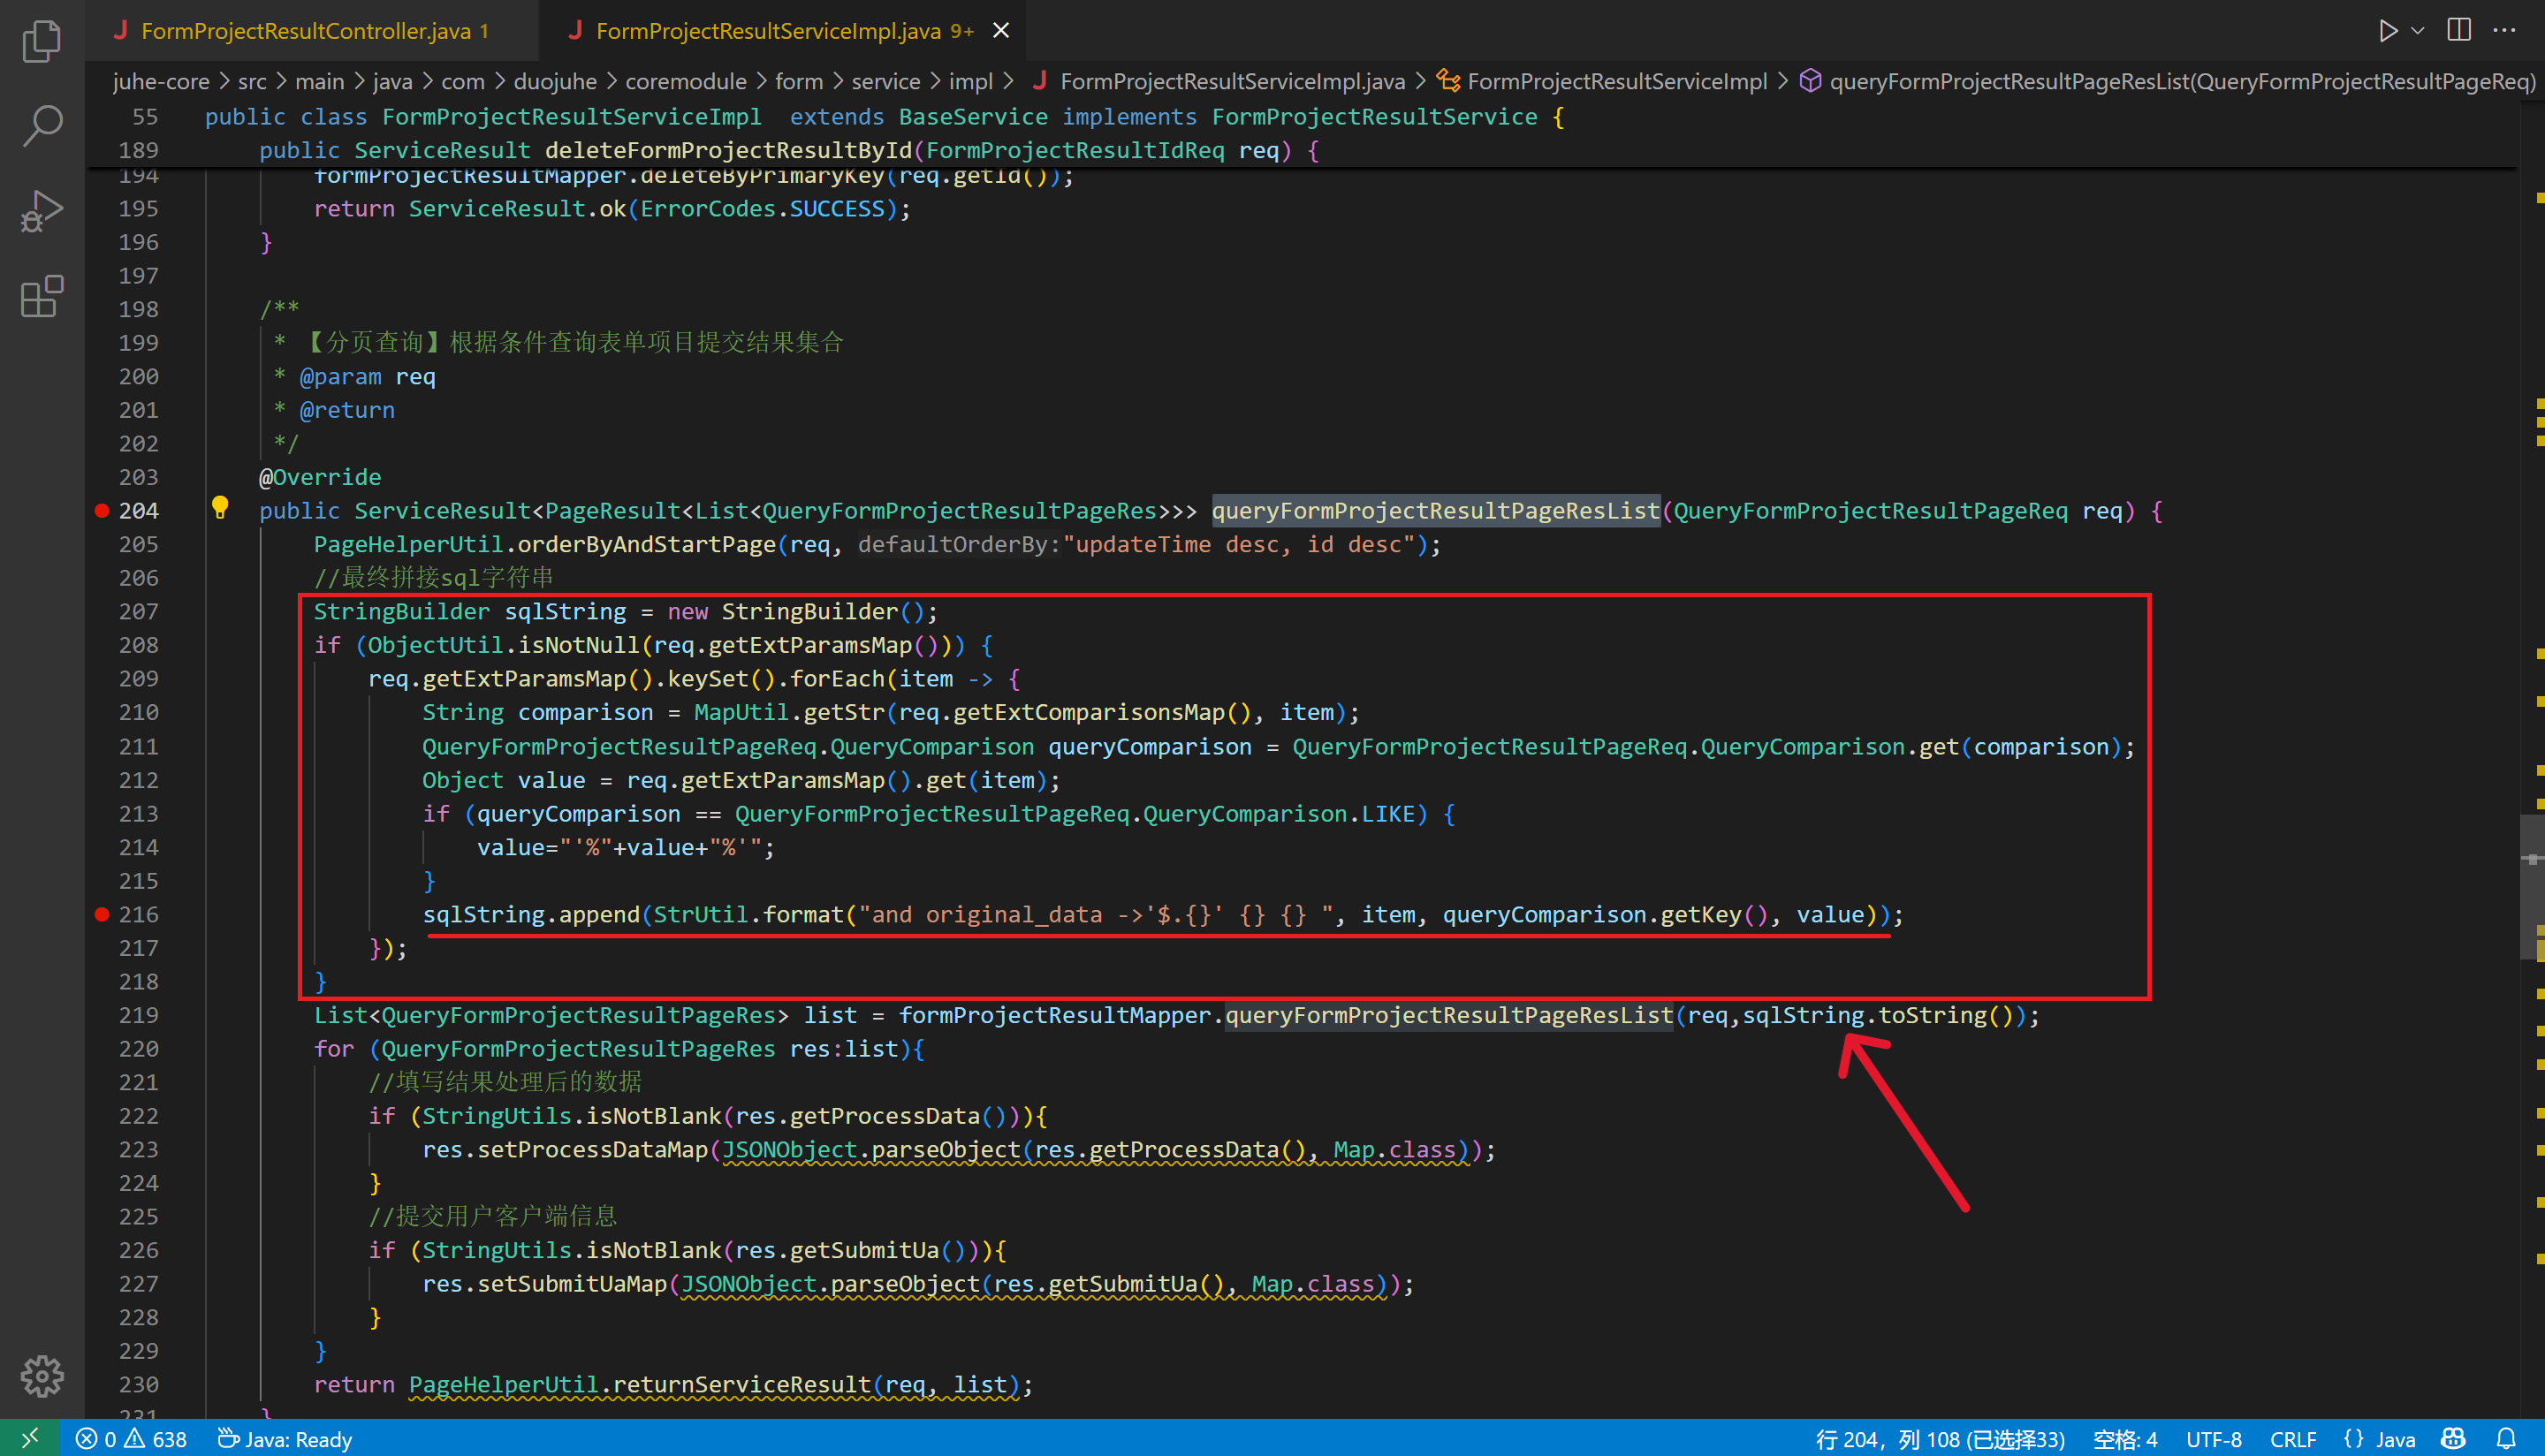 FormProjectResultController.java 1
FormProjectResultServiceImpl.java 9+
juhe-core > src > main > java > com > duojuhe > coremodule > form > service > impl > FormProjectResultServiceImpl.java > FormProjectResultServiceImpl > queryFormProjectResultPageResList(QueryFormProjectResultPageReq)
55 public class FormProjectResultServiceImpl  extends BaseService implements FormProjectResultService {
189 public ServiceResult deleteFormProjectResultById(FormProjectResultIdReq req) {
194 formProjectResultMapper.deleteByPrimaryKey(req.getId());
195 return ServiceResult.ok(ErrorCodes.SUCCESS);
196 }
197
198 /**
199 * 【分页查询】根据条件查询表单项目提交结果集合
200 * @param req
201 * @return
202 */
203 @Override
204 public ServiceResult<PageResult<List<QueryFormProjectResultPageRes>>> queryFormProjectResultPageResList(QueryFormProjectResultPageReq req) {
205 PageHelperUtil.orderByAndStartPage(req, defaultOrderBy:"updateTime desc, id desc");
206 //最终拼接sql字符串
207 StringBuilder sqlString = new StringBuilder();
208 if (ObjectUtil.isNotNull(req.getExtParamsMap())) {
209 req.getExtParamsMap().keySet().forEach(item -> {
210 String comparison = MapUtil.getStr(req.getExtComparisonsMap(), item);
211 QueryFormProjectResultPageReq.QueryComparison queryComparison = QueryFormProjectResultPageReq.QueryComparison.get(comparison);
212 Object value = req.getExtParamsMap().get(item);
213 if (queryComparison == QueryFormProjectResultPageReq.QueryComparison.LIKE) {
214 value="'%"+value+"%'";
215 }
216 sqlString.append(StrUtil.format("and original_data ->'$.{}' {} {} ", item, queryComparison.getKey(), value));
217 });
218 }
219 List<QueryFormProjectResultPageRes> list = formProjectResultMapper.queryFormProjectResultPageResList(req,sqlString.toString());
220 for (QueryFormProjectResultPageRes res:list){
221 //填写结果处理后的数据
222 if (StringUtils.isNotBlank(res.getProcessData())){
223 res.setProcessDataMap(JSONObject.parseObject(res.getProcessData(), Map.class));
224 }
225 //提交用户客户端信息
226 if (StringUtils.isNotBlank(res.getSubmitUa())){
227 res.setSubmitUaMap(JSONObject.parseObject(res.getSubmitUa(), Map.class));
228 }
229 }
230 return PageHelperUtil.returnServiceResult(req, list);
231 }
0 638 Java: Ready 行 204，列 108 (已选择33) 空格: 4 UTF-8 CRLF {} Java